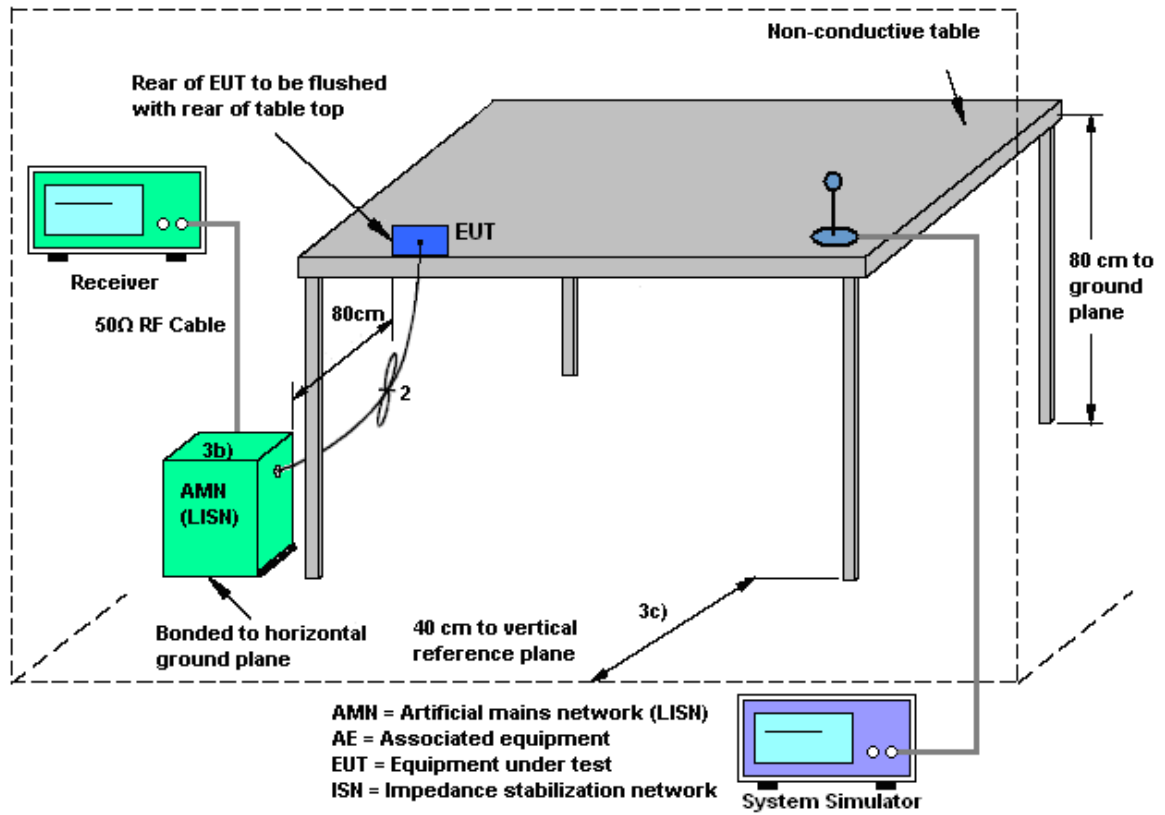 Non-conductive table
Rear of EUT to be flushed
with rear of table top
EUT
Receiver
80cm
80 cm to
ground
plane
50Ω RF Cable
2
3b)
AMN
(LISN)
3c)
Bonded to horizontal
ground plane
40 cm to vertical
reference plane
AMN = Artificial mains network (LISN)
AE = Associated equipment
EUT = Equipment under test
ISN = Impedance stabilization network
System Simulator